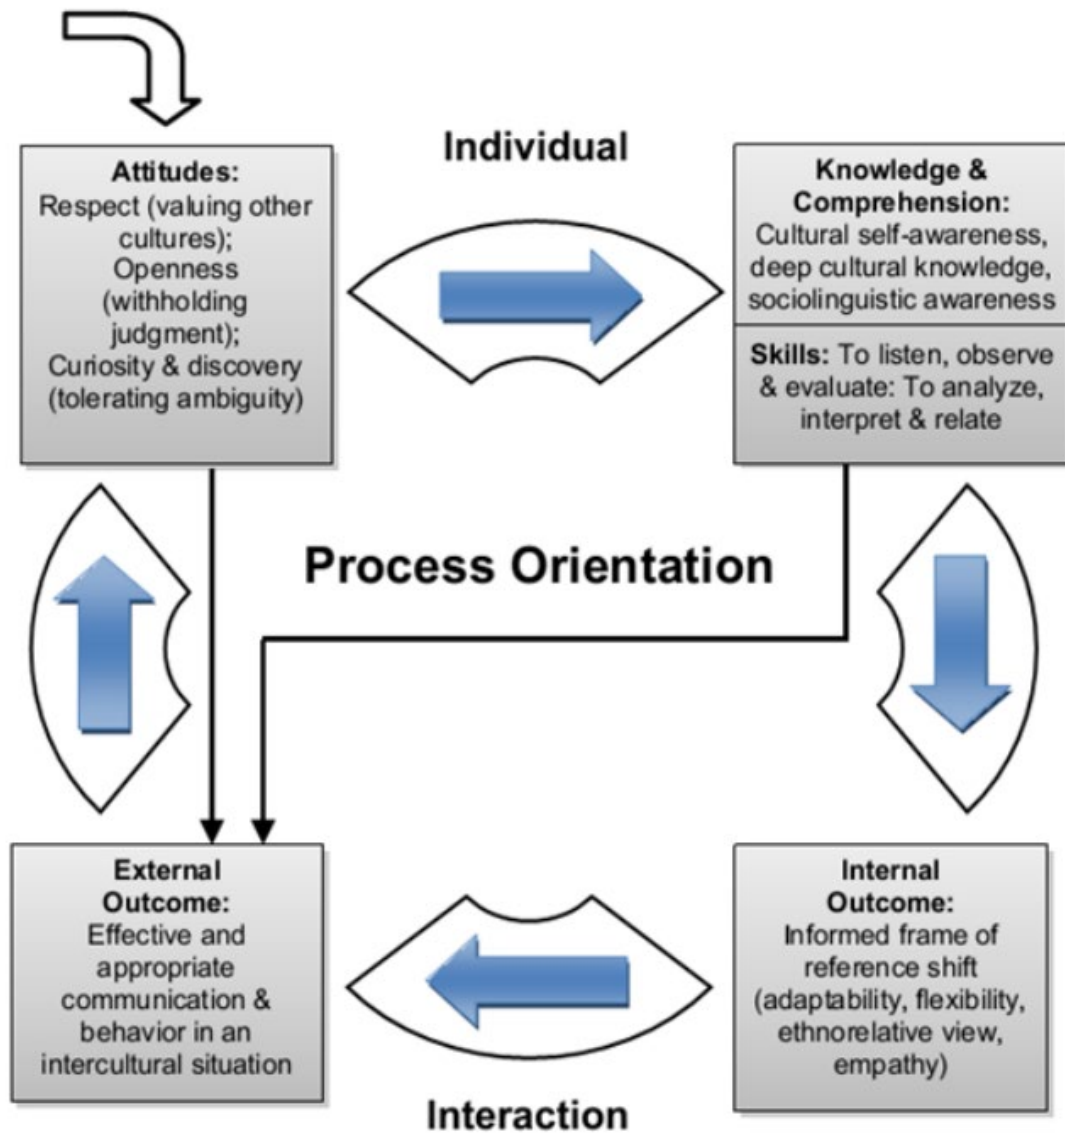 Individual
Attitudes:
Respect (valuing other
cultures);
Openness
(withholding
judgment);
Curiosity & discovery
(tolerating ambiguity)
Knowledge &
Comprehension:
Cultural self-awareness,
deep cultural knowledge,
sociolinguistic awareness
Skills: To listen, observe
& evaluate: To analyze,
interpret & relate
Process Orientation
External
Outcome:
Effective and
appropriate
communication &
behavior in an
intercultural situation
Internal
Outcome:
Informed frame of
reference shift
(adaptability, flexibility,
ethnorelative view,
empathy)
Interaction